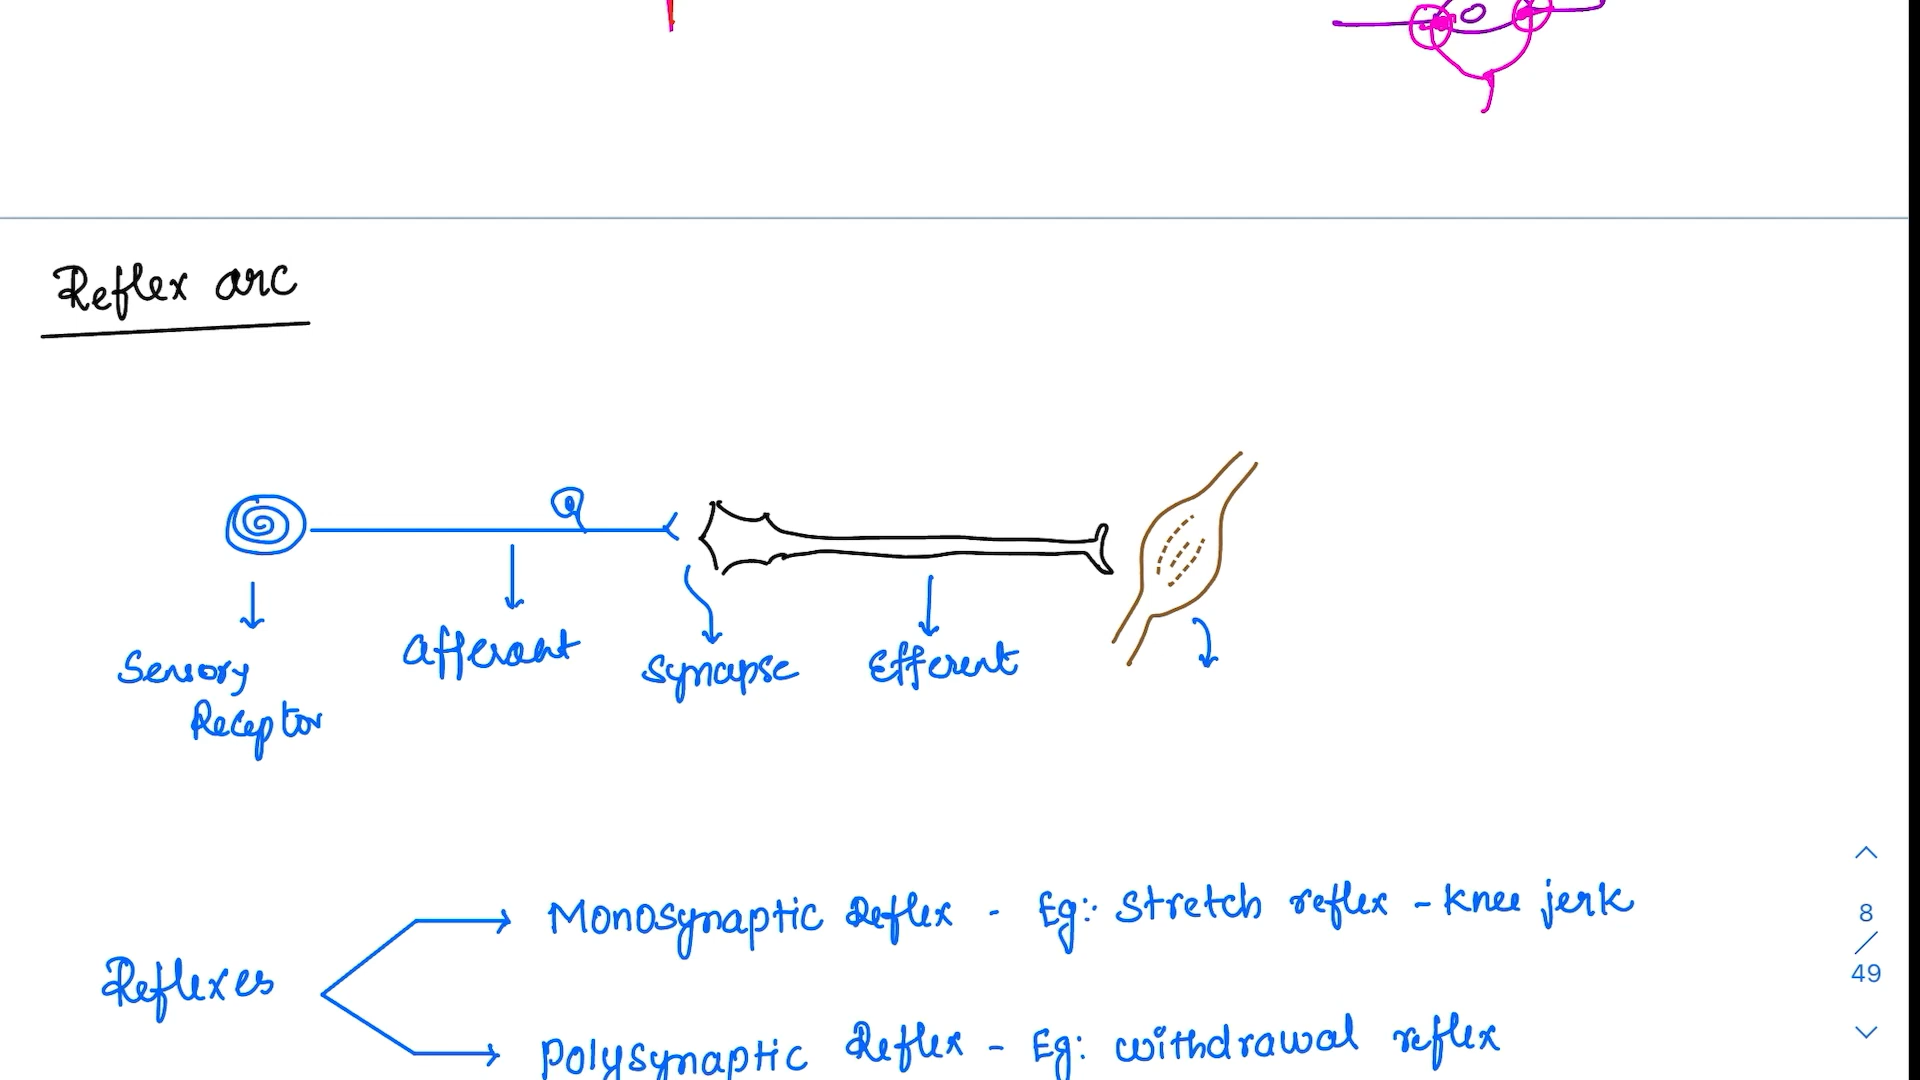 Reflex arc
Sensory
Receptor
Afferent
Synapse
Efferent
Reflexes
Monosynaptic Reflex - Eg: Stretch reflex - knee jerk
Polysynaptic Reflex - Eg: withdrawal reflex
8
/
49